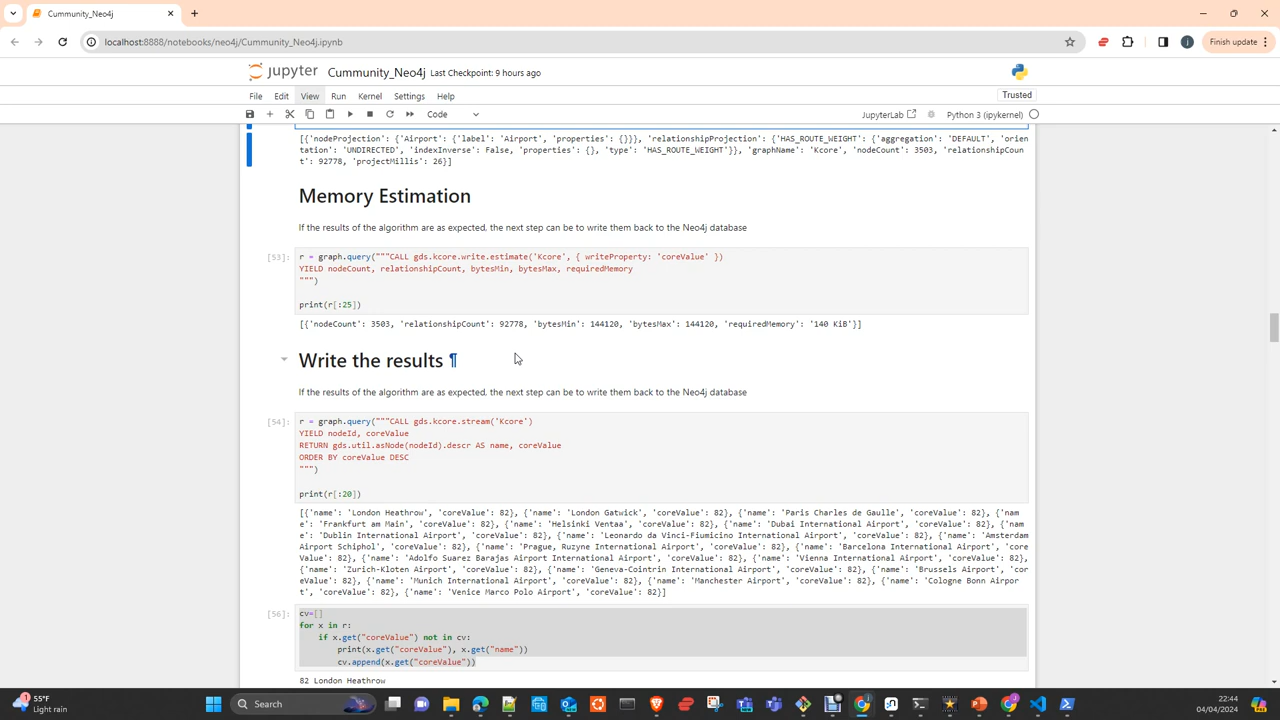 Cummunity_Neo4j
localhost:8888/notebooks/neo4j/Cummunity_Neo4j.ipynb
Finish update
jupyter Cummunity_Neo4j Last Checkpoint: 9 hours ago
File Edit View Run Kernel Settings Help
Trusted
Code
JupyterLab
Python 3 (ipykernel)
[{'nodeProjection': {'Airport': {'label': 'Airport', 'properties': {}}}, 'relationshipProjection': {'HAS_ROUTE_WEIGHT': {'aggregation': 'DEFAULT', 'orien
tation': 'UNDIRECTED', 'indexInverse': False, 'properties': {}, 'type': 'HAS_ROUTE_WEIGHT'}}, 'graphName': 'Kcore', 'nodeCount': 3503, 'relationshipCoun
t': 92778, 'projectMillis': 26}]
Memory Estimation
If the results of the algorithm are as expected, the next step can be to write them back to the Neo4j database
[53]: r = graph.query("""CALL gds.kcore.write.estimate('Kcore', { writeProperty: 'coreValue' })
YIELD nodeCount, relationshipCount, bytesMin, bytesMax, requiredMemory
""")
print(r[:25])
[{'nodeCount': 3503, 'relationshipCount': 92778, 'bytesMin': 144120, 'bytesMax': 144120, 'requiredMemory': '140 KiB'}]
Write the results ¶
If the results of the algorithm are as expected, the next step can be to write them back to the Neo4j database
[54]: r = graph.query("""CALL gds.kcore.stream('Kcore')
YIELD nodeId, coreValue
RETURN gds.util.asNode(nodeId).descr AS name, coreValue
ORDER BY coreValue DESC
""")
print(r[:20])
[{'name': 'London Heathrow', 'coreValue': 82}, {'name': 'London Gatwick', 'coreValue': 82}, {'name': 'Paris Charles de Gaulle', 'coreValue': 82}, {'nam
e': 'Frankfurt am Main', 'coreValue': 82}, {'name': 'Helsinki Ventaa', 'coreValue': 82}, {'name': 'Dubai International Airport', 'coreValue': 82}, {'nam
e': 'Dublin International Airport', 'coreValue': 82}, {'name': 'Leonardo da Vinci-Fiumicino International Airport', 'coreValue': 82}, {'name': 'Amsterdam
Airport Schiphol', 'coreValue': 82}, {'name': 'Prague, Ruzyne International Airport', 'coreValue': 82}, {'name': 'Barcelona International Airport', 'core
Value': 82}, {'name': 'Adolfo Suarez Barajas Airport International Airport', 'coreValue': 82}, {'name': 'Vienna International Airport', 'coreValue': 82},
{'name': 'Zurich-Kloten Airport', 'coreValue': 82}, {'name': 'Geneva-Cointrin International Airport', 'coreValue': 82}, {'name': 'Brussels Airport', 'cor
eValue': 82}, {'name': 'Munich International Airport', 'coreValue': 82}, {'name': 'Manchester Airport', 'coreValue': 82}, {'name': 'Cologne Bonn Airpor
t', 'coreValue': 82}, {'name': 'Venice Marco Polo Airport', 'coreValue': 82}]
[56]: cv=[]
for x in r:
if x.get("coreValue") not in cv:
print(x.get("coreValue"), x.get("name"))
cv.append(x.get("coreValue"))
82 London Heathrow
55°F
Light rain
Search
22:44
04/04/2024